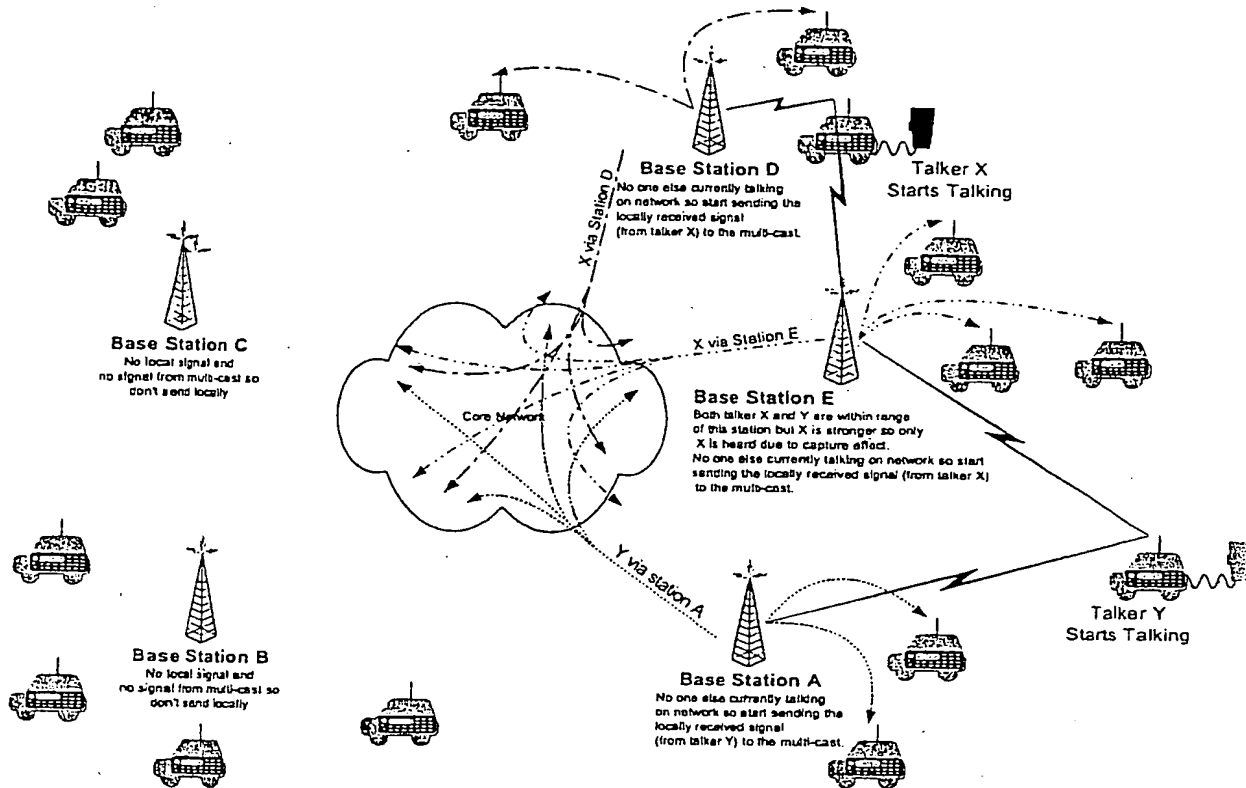 Base Station D
No one else currently talking
on network so start sending the
locally received signal
(from talker X) to the multi-cast.
Talker X
Starts Talking
X via Station D
Base Station C
No local signal and
no signal from multi-cast so
don't send locally
X via Station E
Core Network
Base Station E
Both talker X and Y are within range
of this station but X is stronger so only
X is heard due to capture effect.
No one else currently talking on network so start
sending the locally received signal (from talker X)
to the multi-cast.
Y via station A
Talker Y
Starts Talking
Base Station B
No local signal and
no signal from multi-cast so
don't send locally
Base Station A
No one else currently talking
on network so start sending the
locally received signal
(from talker Y) to the multi-cast.